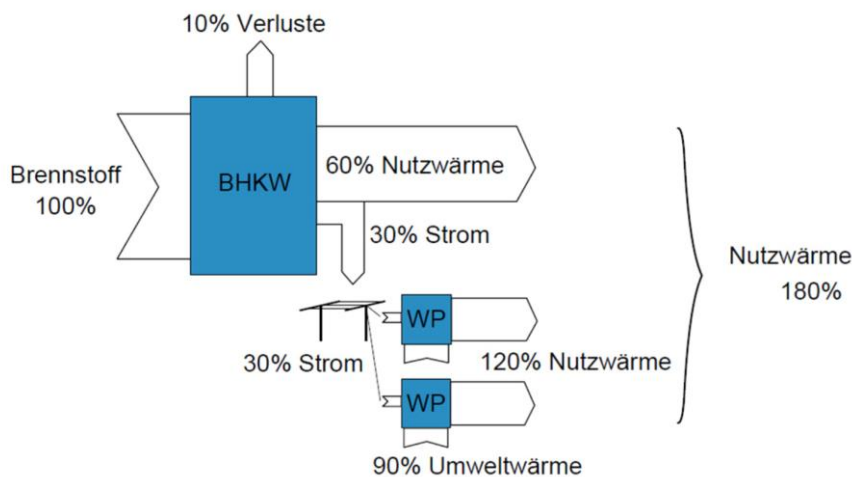 10% Verluste
Brennstoff
100%
BHKW
60% Nutzwärme
30% Strom
Nutzwärme
180%
WP
30% Strom
120% Nutzwärme
WP
90% Umweltwärme